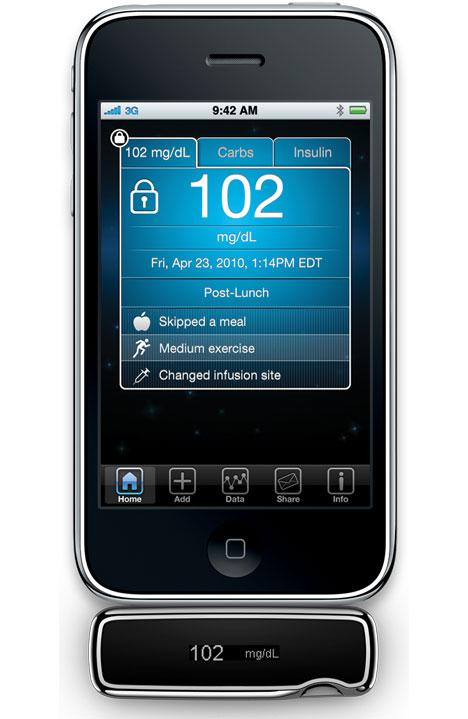 3G 9:42 AM
102 mg/dL Carbs Insulin
102
mg/dL
Fri, Apr 23, 2010, 1:14PM EDT
Post-Lunch
Skipped a meal
Medium exercise
Changed infusion site
Home Add Data Share Info
102 mg/dL